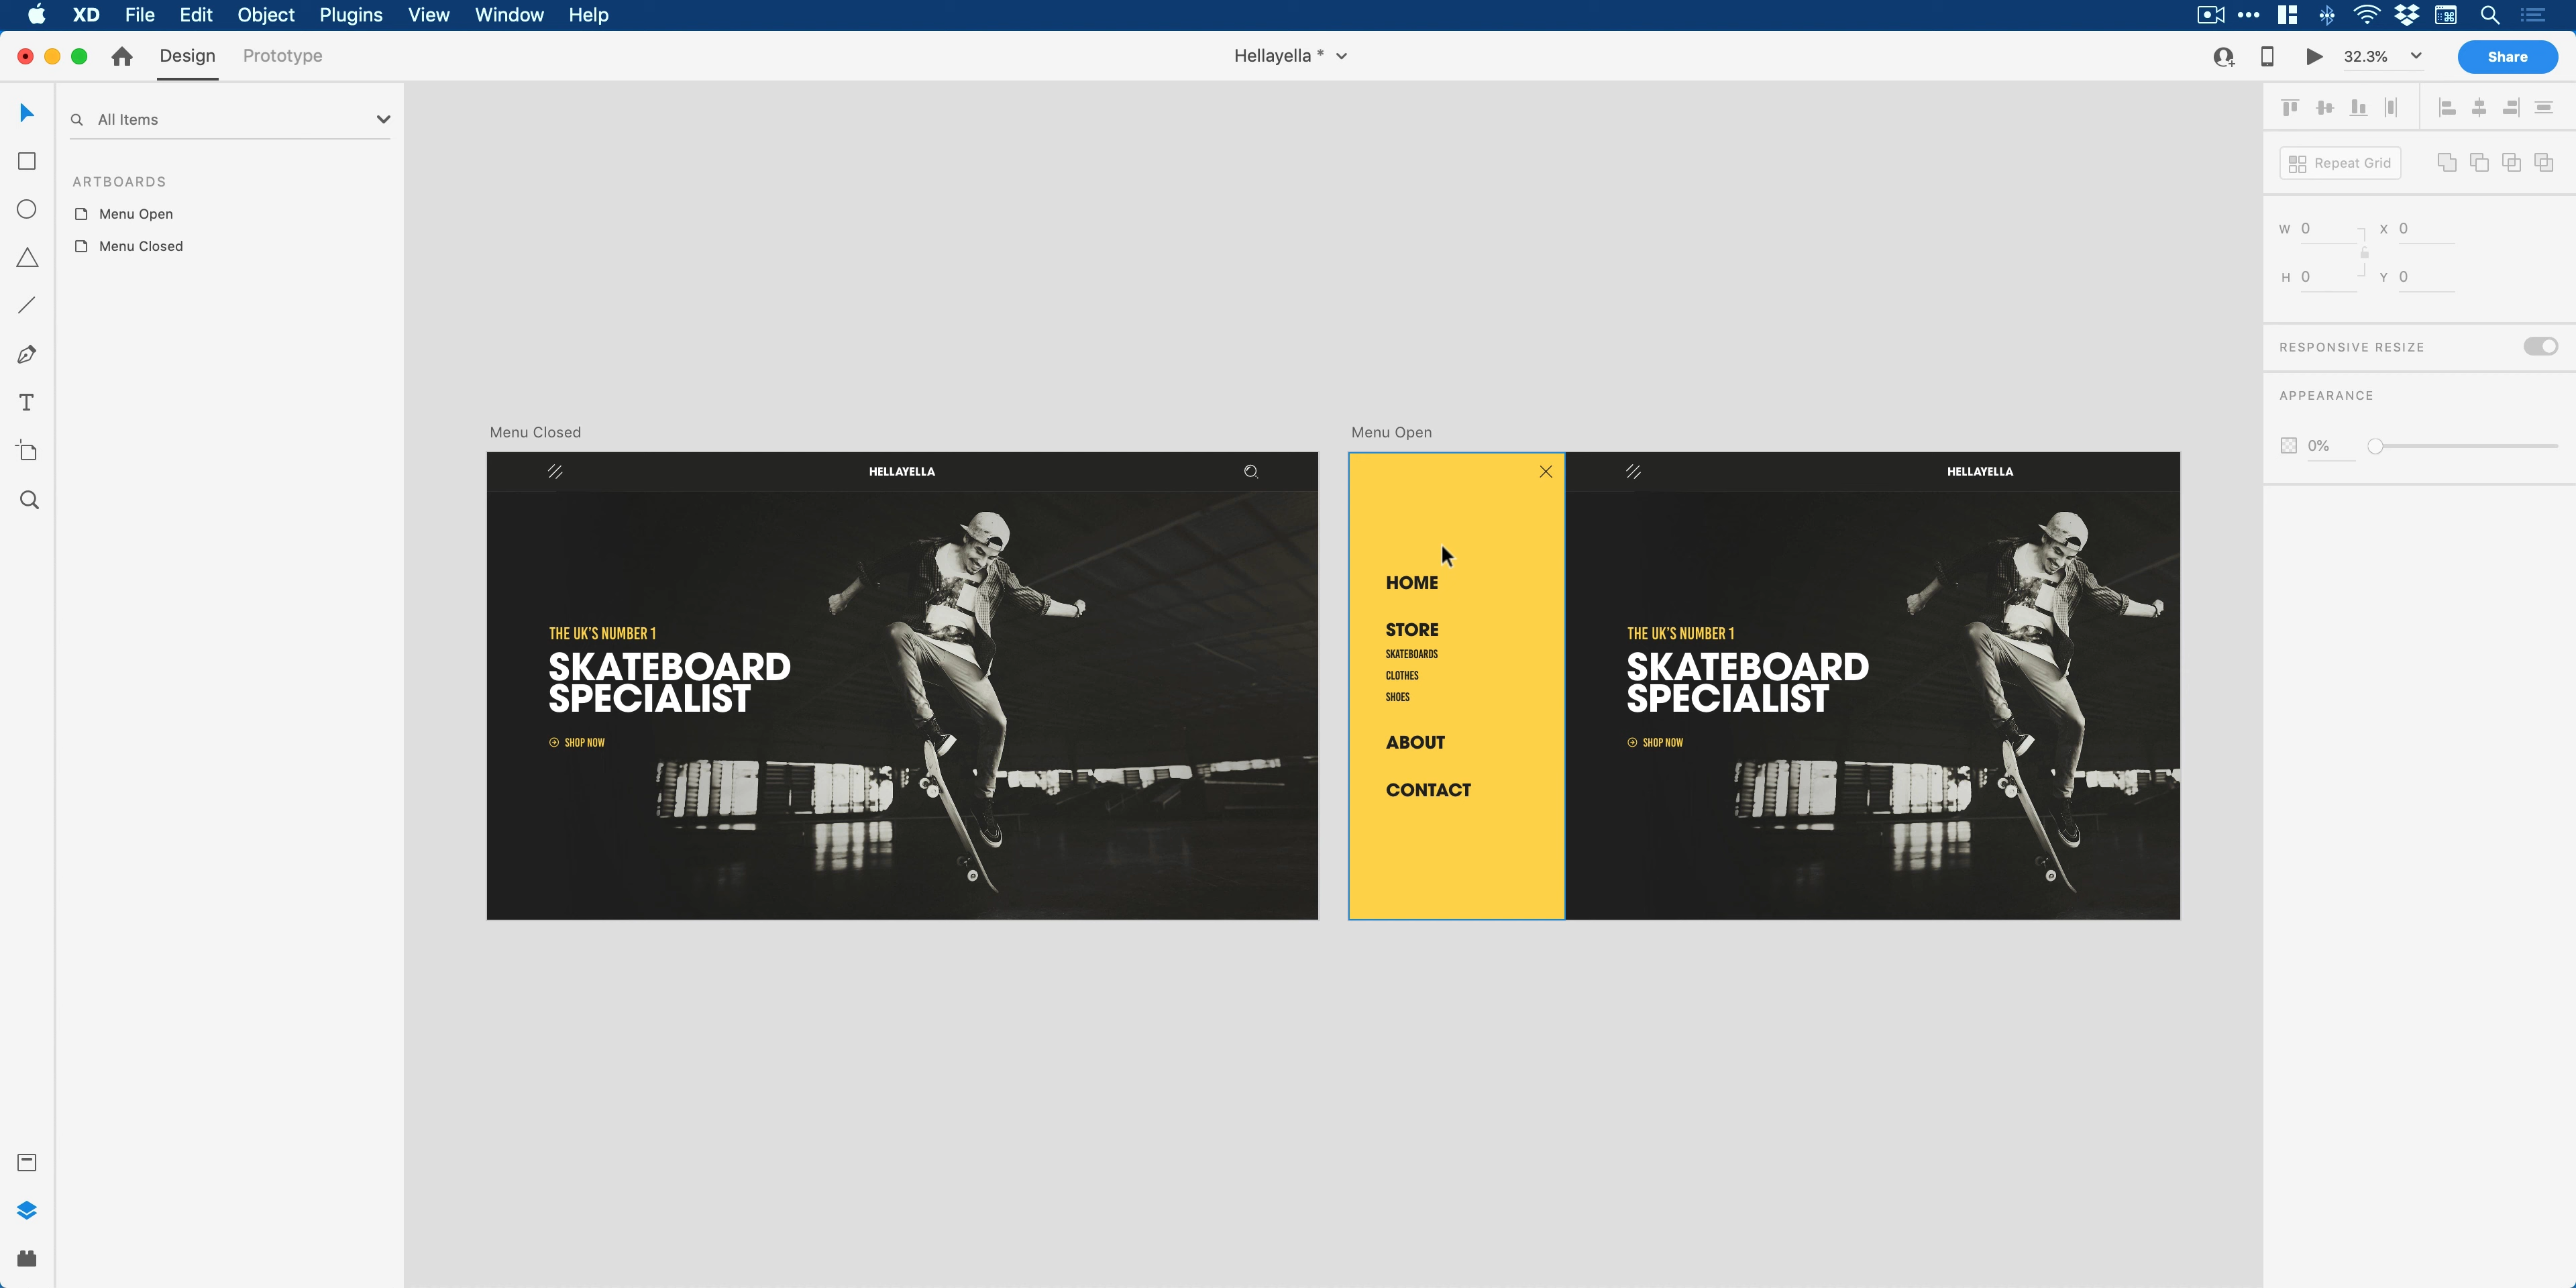 XD File Edit Object Plugins View Window Help
Design Prototype
Hellayella *
32.3%
Share
All Items
ARTBOARDS
Menu Open
Menu Closed
Menu Closed
HELLAYELLA
THE UK'S NUMBER 1
SKATEBOARD
SPECIALIST
SHOP NOW
Menu Open
HOME
STORE
SKATEBOARDS
CLOTHES
SHOES
ABOUT
CONTACT
HELLAYELLA
THE UK'S NUMBER 1
SKATEBOARD
SPECIALIST
SHOP NOW
Repeat Grid
W 0 X 0
H 0 Y 0
RESPONSIVE RESIZE
APPEARANCE
0%